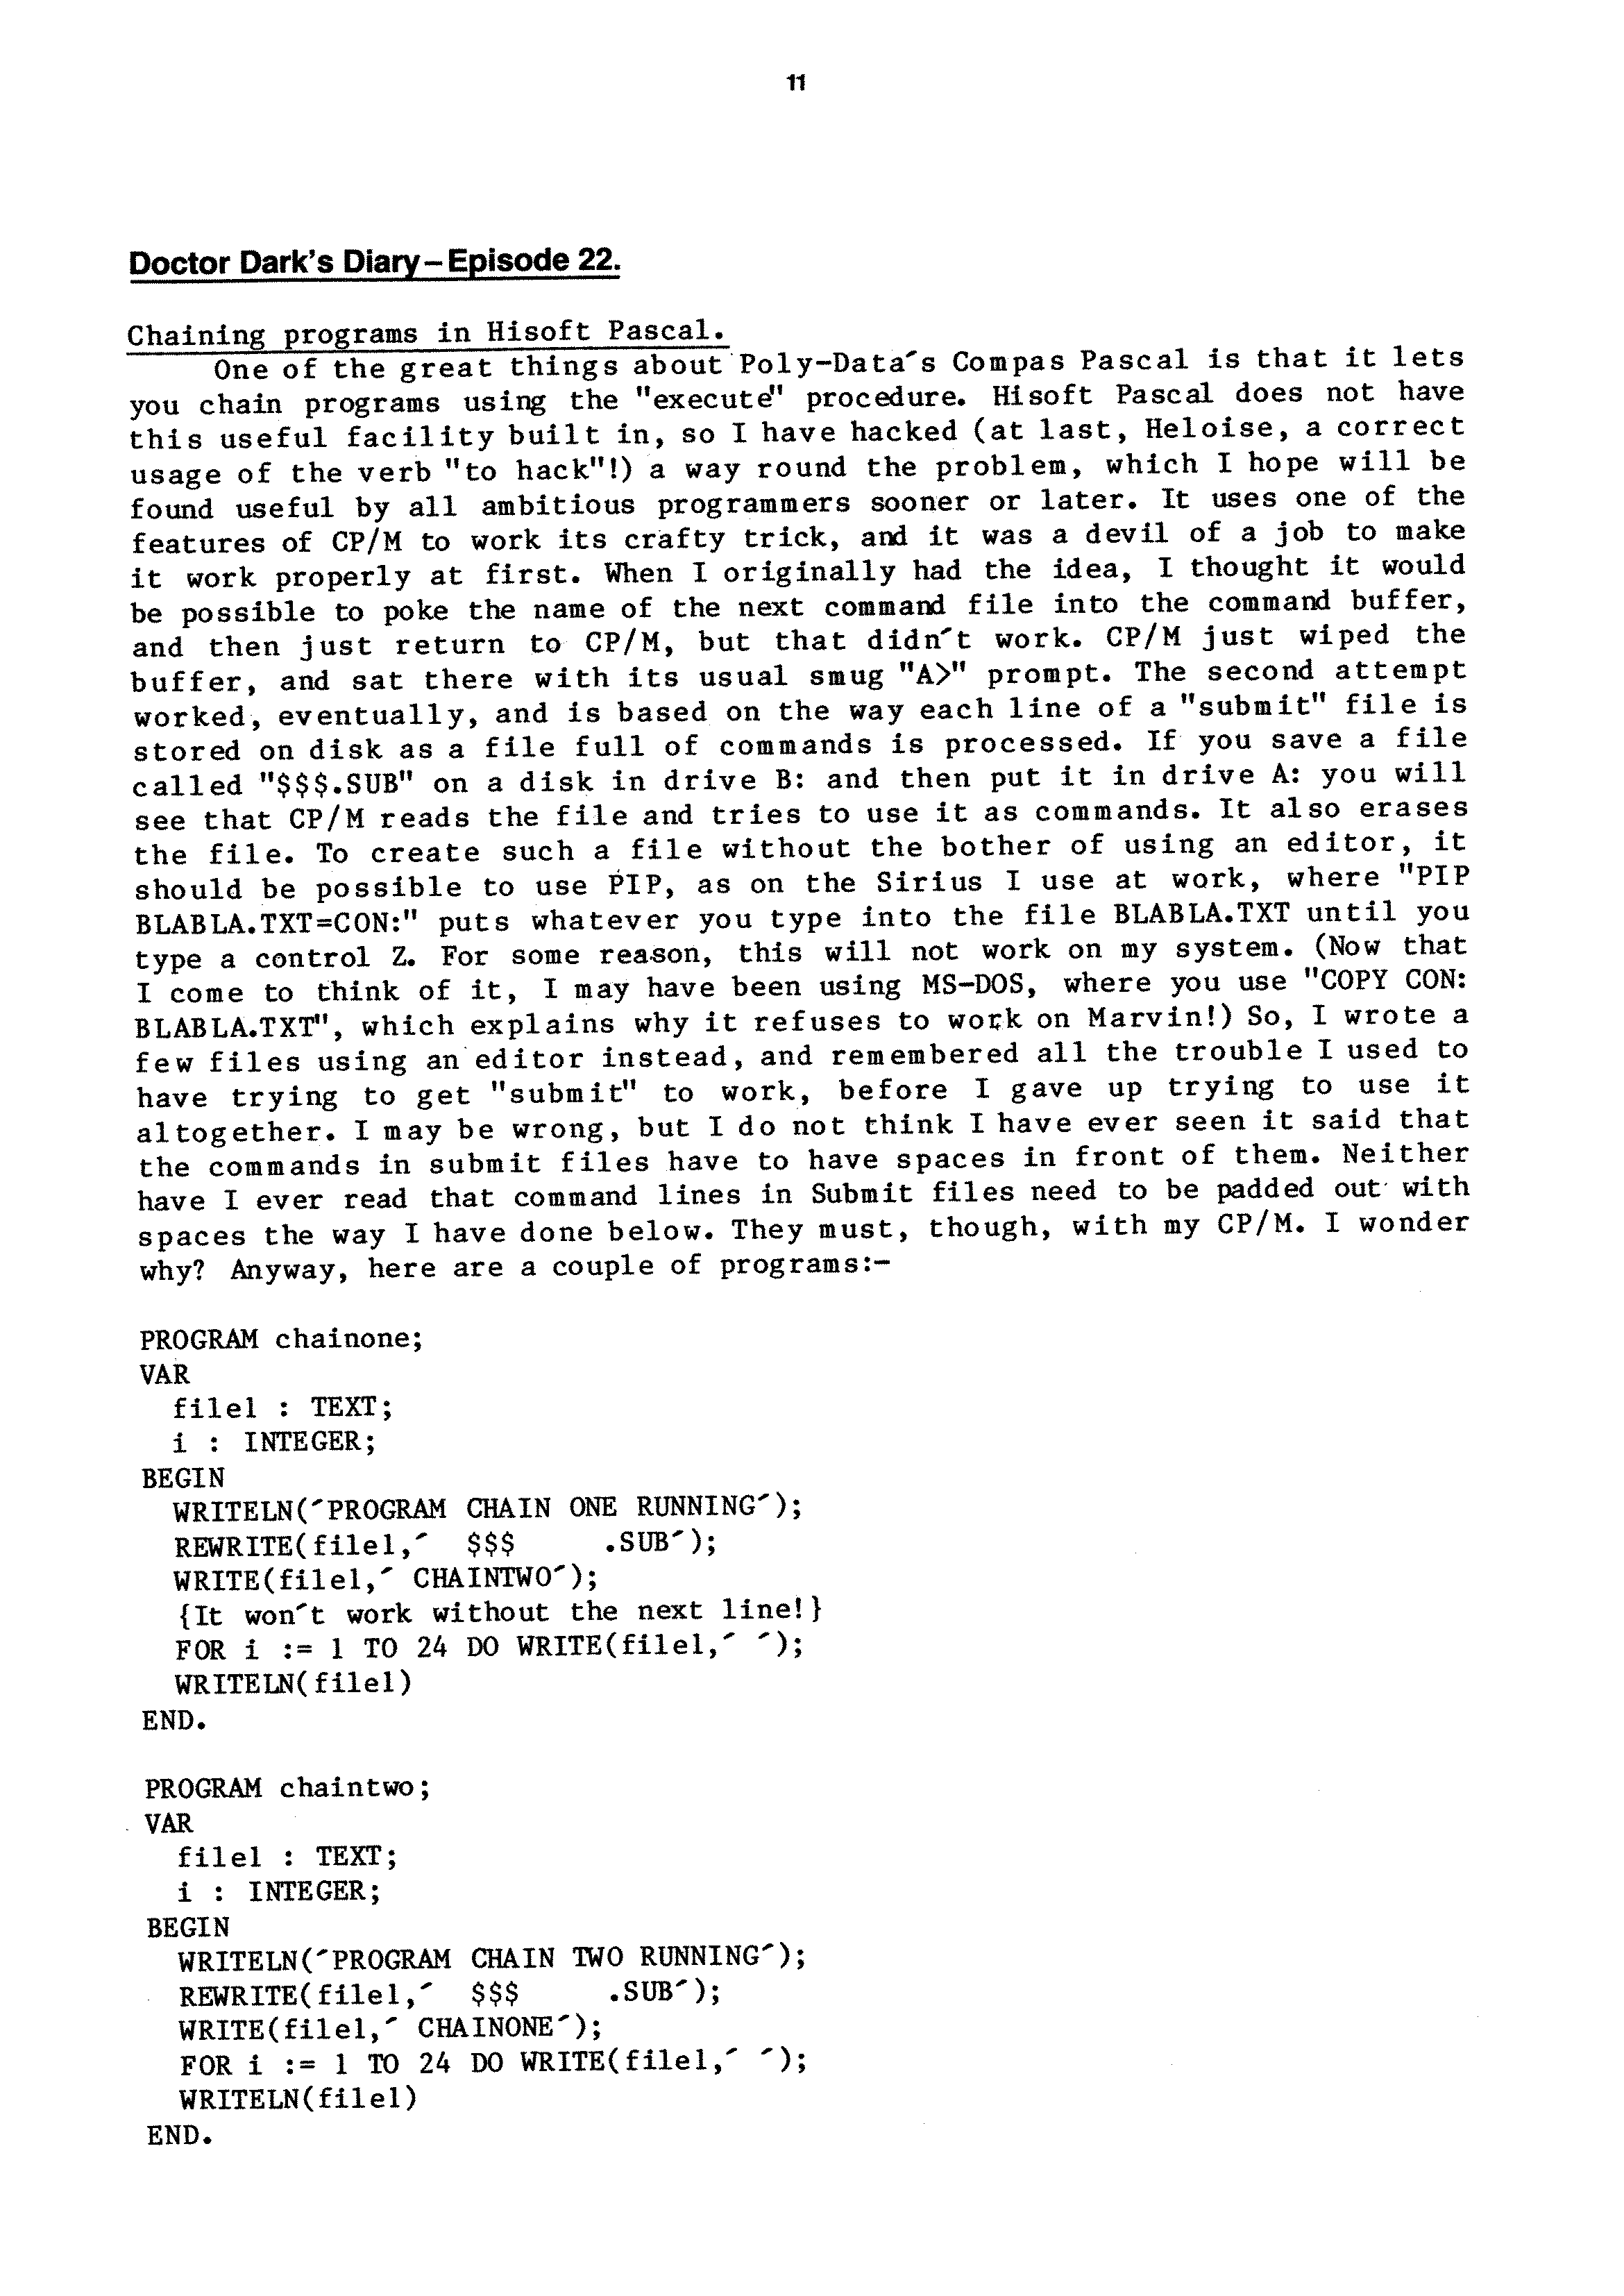 11
Doctor Dark's Diary – Episode 22.
Chaining programs in Hisoft Pascal.
One of the great things about Poly-Data´s Compas Pascal is that it lets
you chain programs using the "execute" procedure. Hisoft Pascal does not have
this useful facility built in, so I have hacked (at last, Heloise, a correct
usage of the verb "to hack"!) a way round the problem, which I hope will be
found useful by all ambitious programmers sooner or later. It uses one of the
features of CP/M to work its crafty trick, and it was a devil of a job to make
it work properly at first. When I originally had the idea, I thought it would
be possible to poke the name of the next command file into the command buffer,
and then just return to CP/M, but that didn´t work. CP/M just wiped the
buffer, and sat there with its usual smug "A>" prompt. The second attempt
worked, eventually, and is based on the way each line of a "submit" file is
stored on disk as a file full of commands is processed. If you save a file
called "$$$.SUB" on a disk in drive B: and then put it in drive A: you will
see that CP/M reads the file and tries to use it as commands. It also erases
the file. To create such a file without the bother of using an editor, it
should be possible to use PIP, as on the Sirius I use at work, where "PIP
BLABLA.TXT=CON:" puts whatever you type into the file BLABLA.TXT until you
type a control Z. For some reason, this will not work on my system. (Now that
I come to think of it, I may have been using MS-DOS, where you use "COPY CON:
BLABLA.TXT", which explains why it refuses to work on Marvin!) So, I wrote a
few files using an editor instead, and remembered all the trouble I used to
have trying to get "submit" to work, before I gave up trying to use it
altogether. I may be wrong, but I do not think I have ever seen it said that
the commands in submit files have to have spaces in front of them. Neither
have I ever read that command lines in Submit files need to be padded out with
spaces the way I have done below. They must, though, with my CP/M. I wonder
why? Anyway, here are a couple of programs:-
PROGRAM chainone;
VAR
  file1 : TEXT;
  i : INTEGER;
BEGIN
  WRITELN(´PROGRAM CHAIN ONE RUNNING´);
  REWRITE(file1,´  $$$     .SUB´);
  WRITE(file1,´ CHAINTWO´);
  {It won´t work without the next line!}
  FOR i := 1 TO 24 DO WRITE(file1,´ ´);
  WRITELN(file1)
END.
PROGRAM chaintwo;
VAR
  file1 : TEXT;
  i : INTEGER;
BEGIN
  WRITELN(´PROGRAM CHAIN TWO RUNNING´);
  REWRITE(file1,´  $$$     .SUB´);
  WRITE(file1,´ CHAINONE´);
  FOR i := 1 TO 24 DO WRITE(file1,´ ´);
  WRITELN(file1)
END.